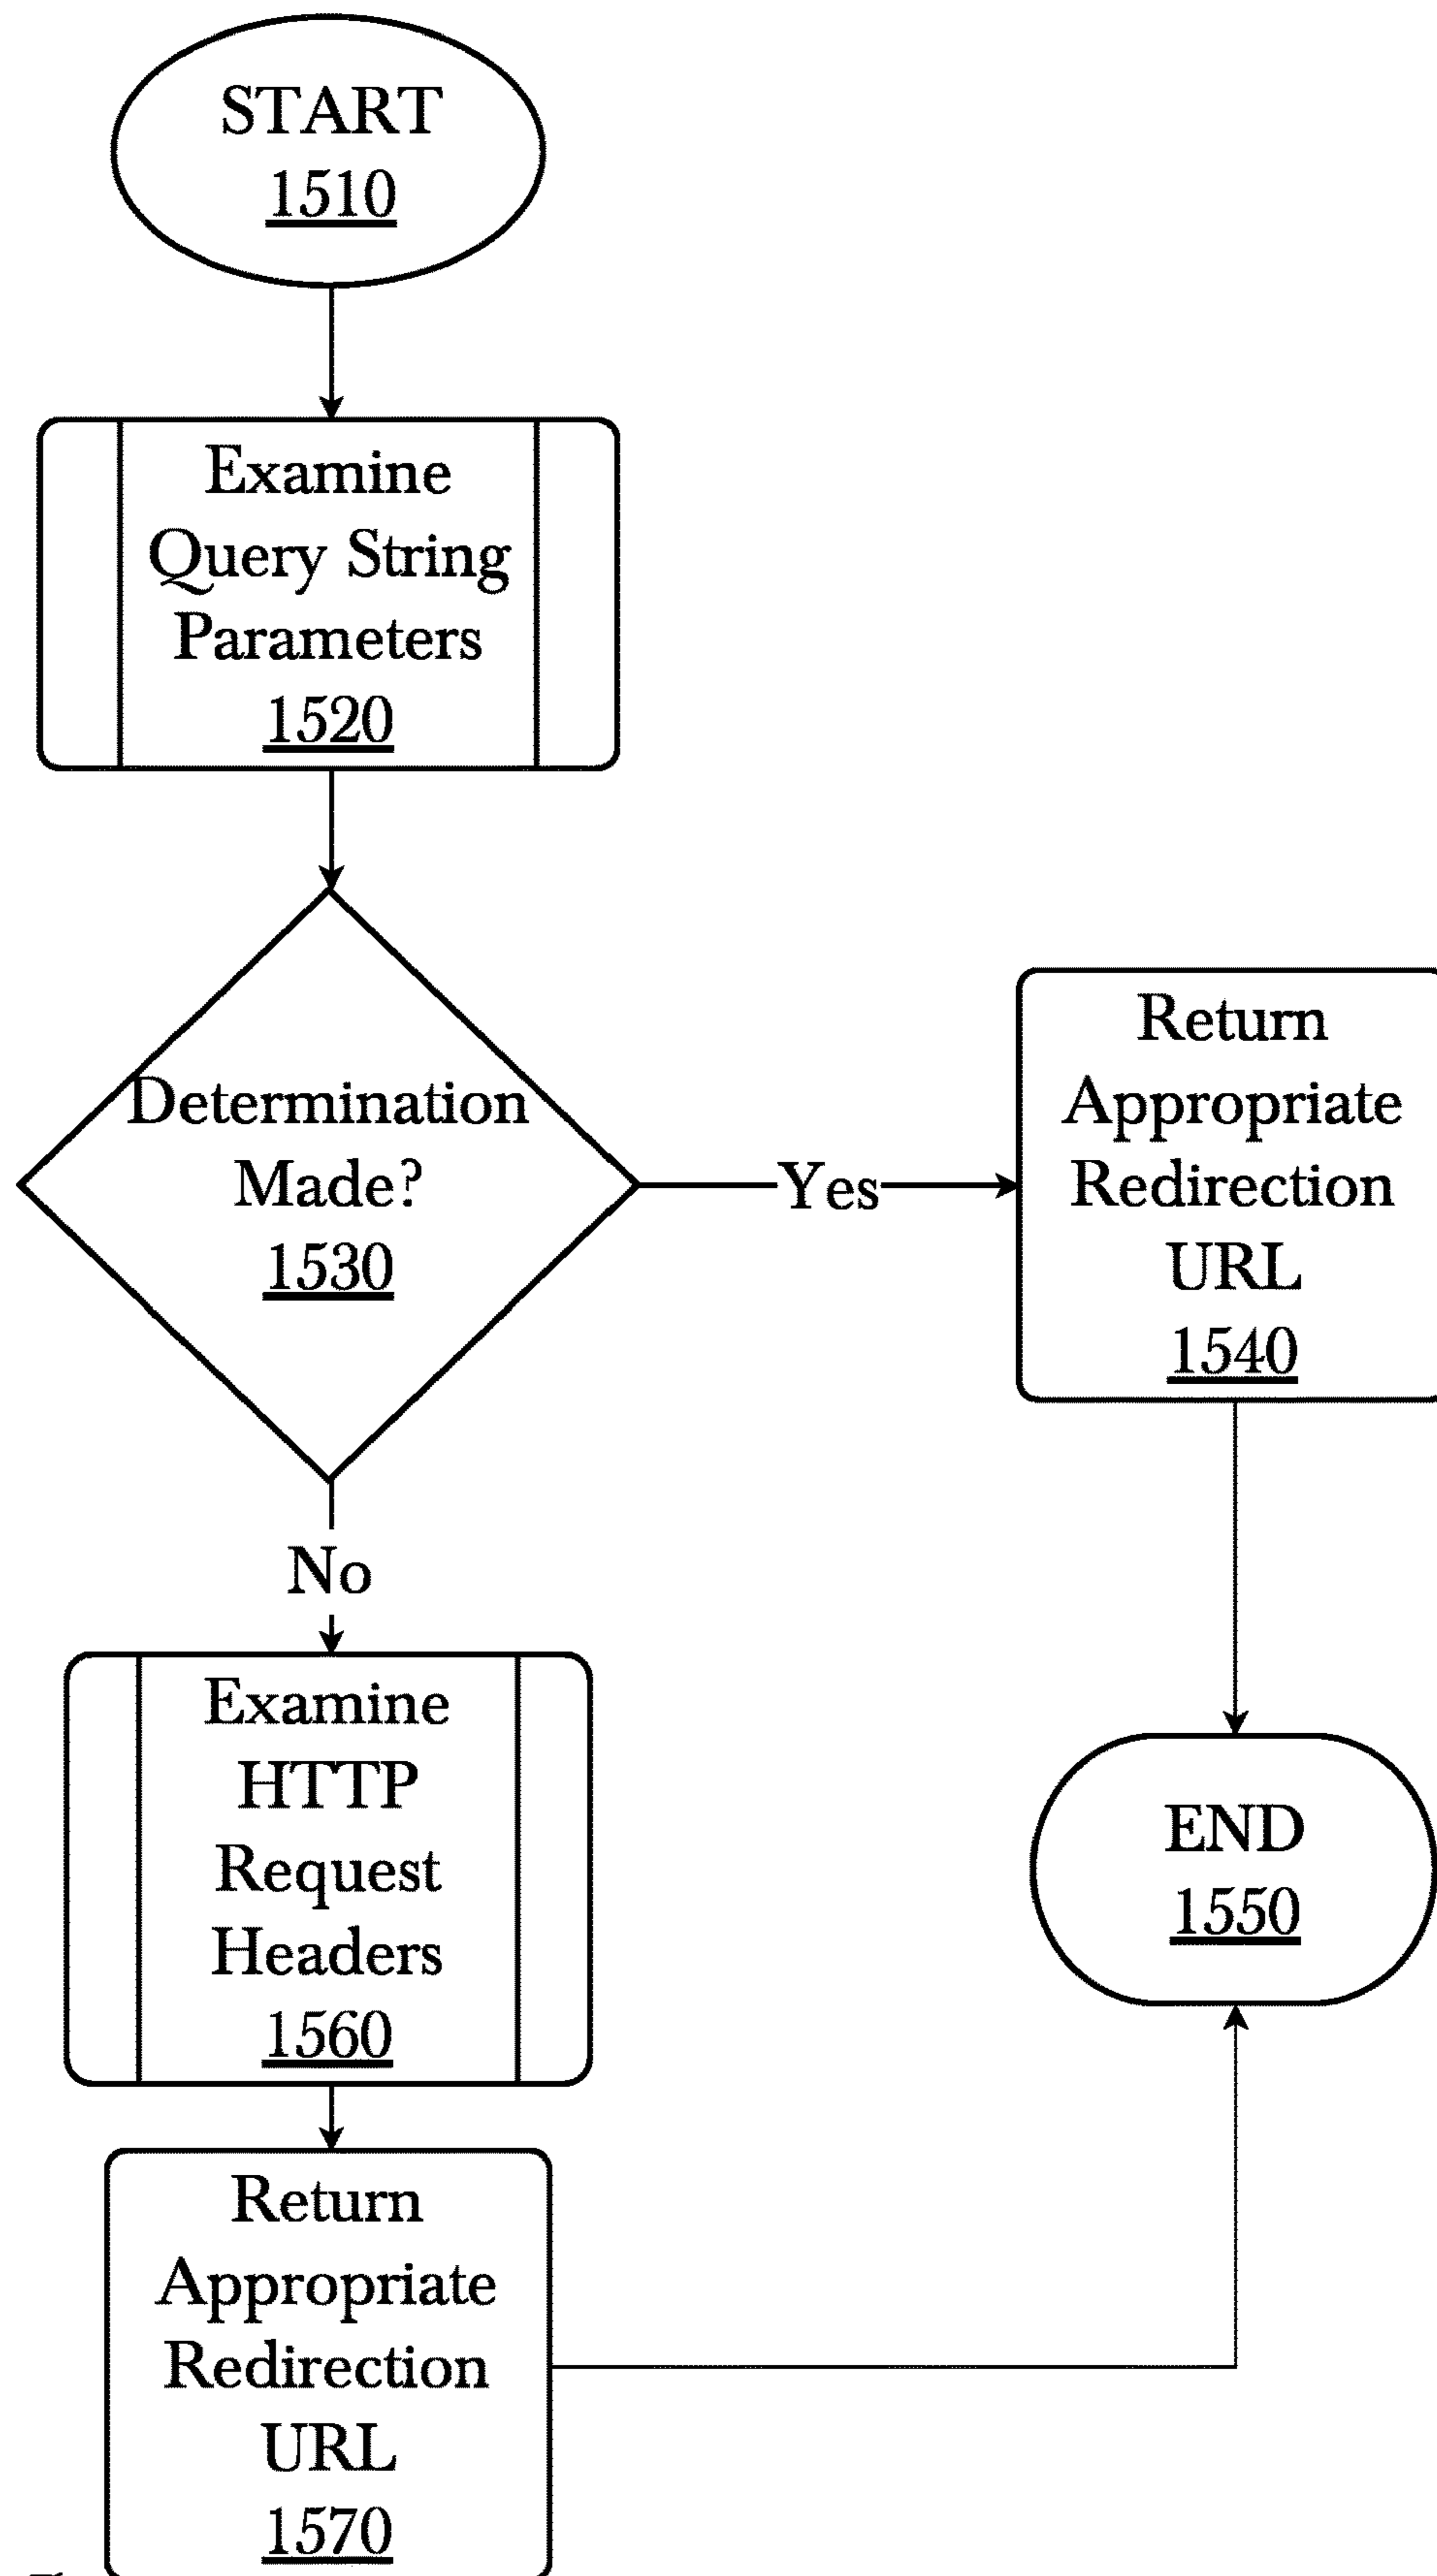 START
1510
Examine
Query String
Parameters
1520
Determination
Made?
1530
Yes
Return
Appropriate
Redirection
URL
1540
No
Examine
HTTP
Request
Headers
1560
END
1550
Return
Appropriate
Redirection
URL
1570